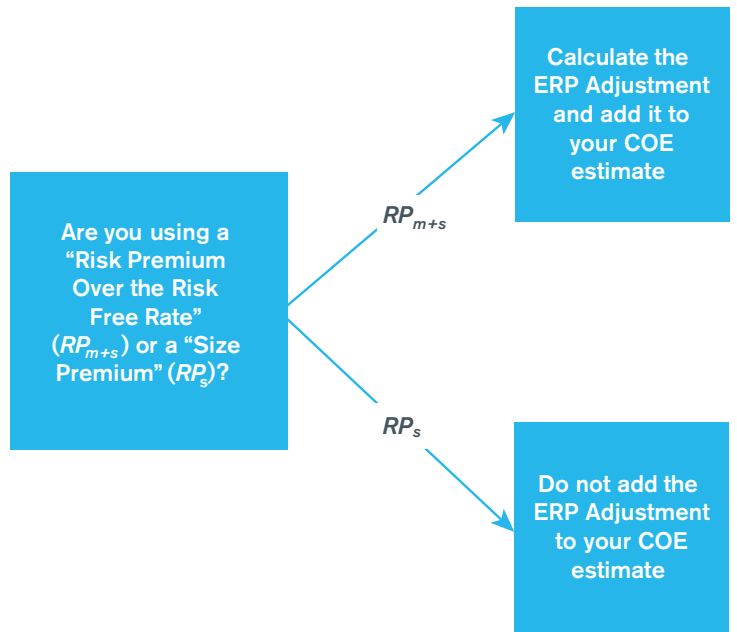 Are you using a
“Risk Premium
Over the Risk
Free Rate”
(RPm+s) or a “Size
Premium” (RPs)?
RPm+s
Calculate the
ERP Adjustment
and add it to
your COE
estimate
RPs
Do not add the
ERP Adjustment
to your COE
estimate